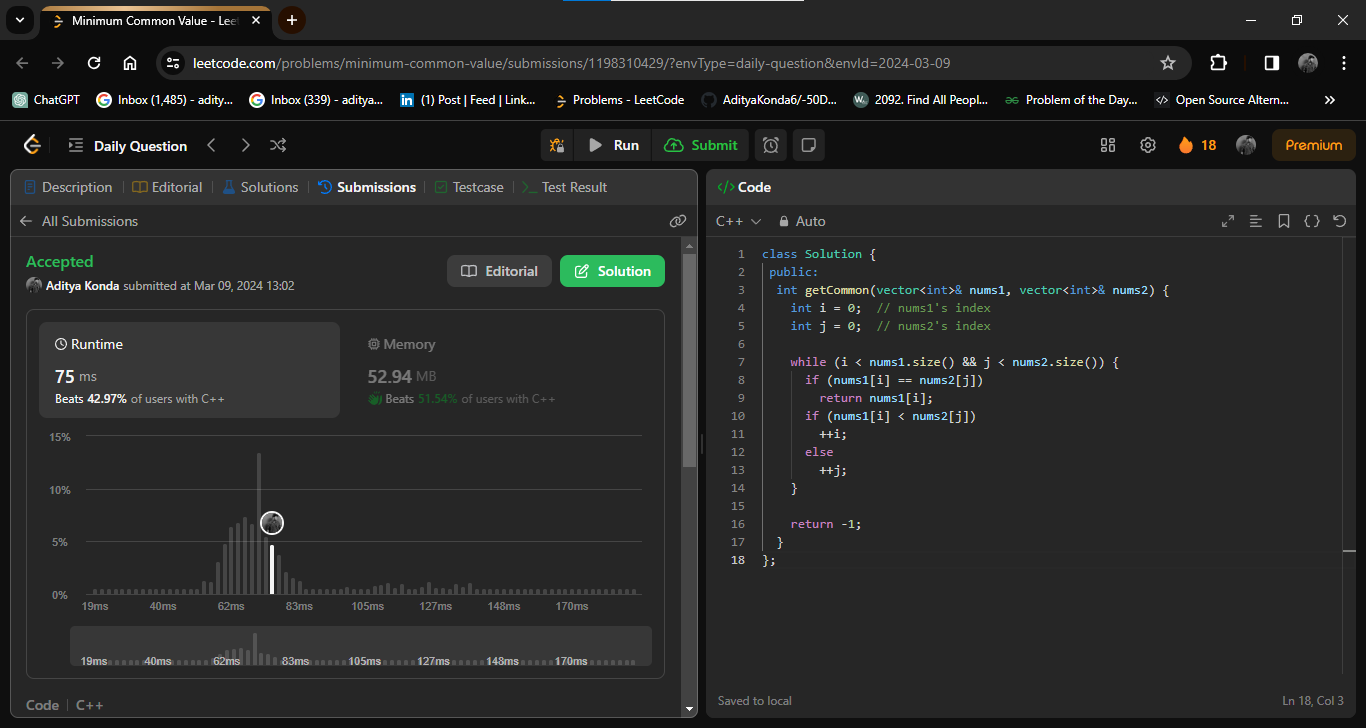 Minimum Common Value - Lee
leetcode.com/problems/minimum-common-value/submissions/1198310429/?envType=daily-question&envId=2024-03-09
ChatGPT
Inbox (1,485) - adity...
Inbox (339) - aditya...
(1) Post | Feed | Link...
Problems - LeetCode
AdityaKonda6/-50D...
2092. Find All Peopl...
Problem of the Day...
Open Source Altern...
Daily Question
Run
Submit
18
Premium
Description
Editorial
Solutions
Submissions
Testcase
Test Result
All Submissions
Accepted
Aditya Konda submitted at Mar 09, 2024 13:02
Editorial
Solution
Runtime
75 ms
Beats 42.97% of users with C++
Memory
52.94 MB
Beats 51.54% of users with C++
15%
10%
5%
0%
19ms 40ms 62ms 83ms 105ms 127ms 148ms 170ms
19ms 40ms 62ms 83ms 105ms 127ms 148ms 170ms
Code | C++
</> Code
C++ Auto
1 class Solution {
2 public:
3 int getCommon(vector<int>& nums1, vector<int>& nums2) {
4 int i = 0; // nums1's index
5 int j = 0; // nums2's index
6
7 while (i < nums1.size() && j < nums2.size()) {
8 if (nums1[i] == nums2[j])
9 return nums1[i];
10 if (nums1[i] < nums2[j])
11 ++i;
12 else
13 ++j;
14 }
15
16 return -1;
17 }
18 };
Saved to local
Ln 18, Col 3